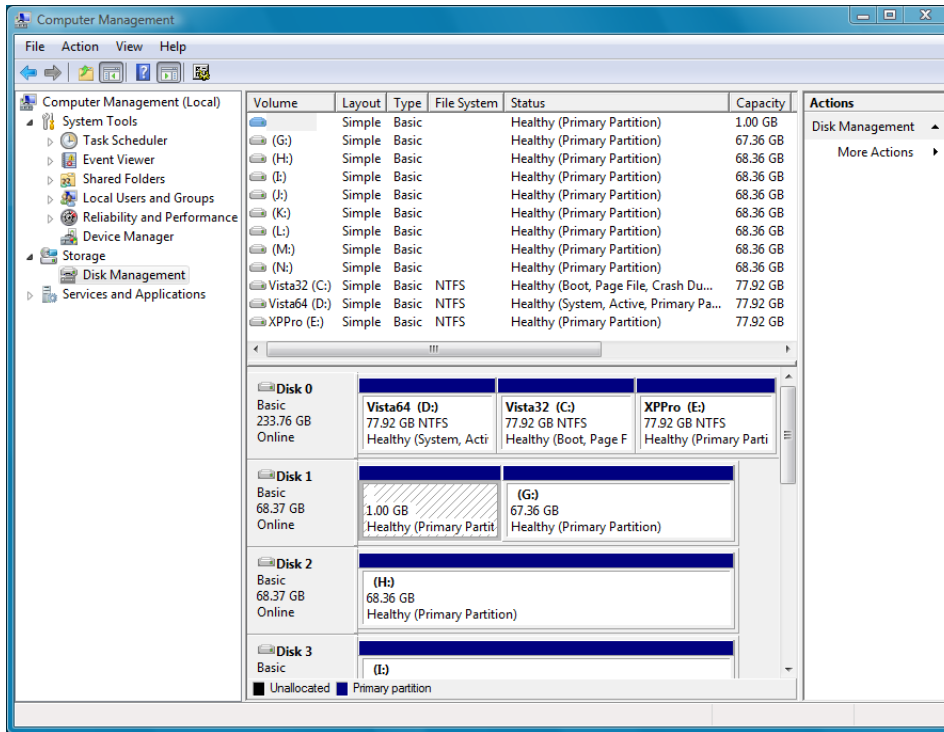 Computer Management
File Action View Help
Computer Management (Local)
System Tools
Task Scheduler
Event Viewer
Shared Folders
Local Users and Groups
Reliability and Performance
Device Manager
Storage
Disk Management
Services and Applications
Volume Layout Type File System Status Capacity
Simple Basic Healthy (Primary Partition) 1.00 GB
(G:) Simple Basic Healthy (Primary Partition) 67.36 GB
(H:) Simple Basic Healthy (Primary Partition) 68.36 GB
(I:) Simple Basic Healthy (Primary Partition) 68.36 GB
(J:) Simple Basic Healthy (Primary Partition) 68.36 GB
(K:) Simple Basic Healthy (Primary Partition) 68.36 GB
(L:) Simple Basic Healthy (Primary Partition) 68.36 GB
(M:) Simple Basic Healthy (Primary Partition) 68.36 GB
(N:) Simple Basic Healthy (Primary Partition) 68.36 GB
Vista32 (C:) Simple Basic NTFS Healthy (Boot, Page File, Crash Du... 77.92 GB
Vista64 (D:) Simple Basic NTFS Healthy (System, Active, Primary Pa... 77.92 GB
XPPro (E:) Simple Basic NTFS Healthy (Primary Partition) 77.92 GB
Disk 0
Basic
233.76 GB
Online
Vista64 (D:)
77.92 GB NTFS
Healthy (System, Acti
Vista32 (C:)
77.92 GB NTFS
Healthy (Boot, Page F
XPPro (E:)
77.92 GB NTFS
Healthy (Primary Parti
Disk 1
Basic
68.37 GB
Online
1.00 GB
Healthy (Primary Partit
(G:)
67.36 GB
Healthy (Primary Partition)
Disk 2
Basic
68.37 GB
Online
(H:)
68.36 GB
Healthy (Primary Partition)
Disk 3
Basic
(I:)
Unallocated Primary partition
Actions
Disk Management
More Actions